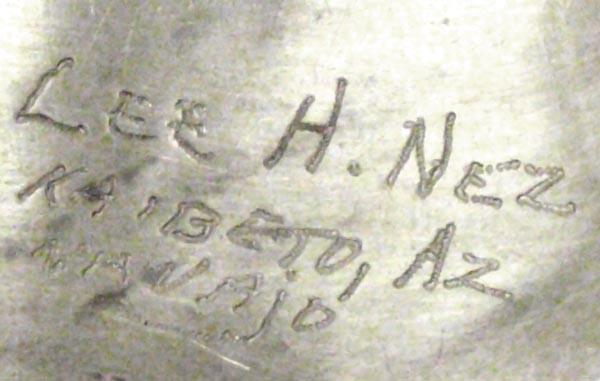 LEE H. NEZ
KAIBETO, AZ
NAVAJO